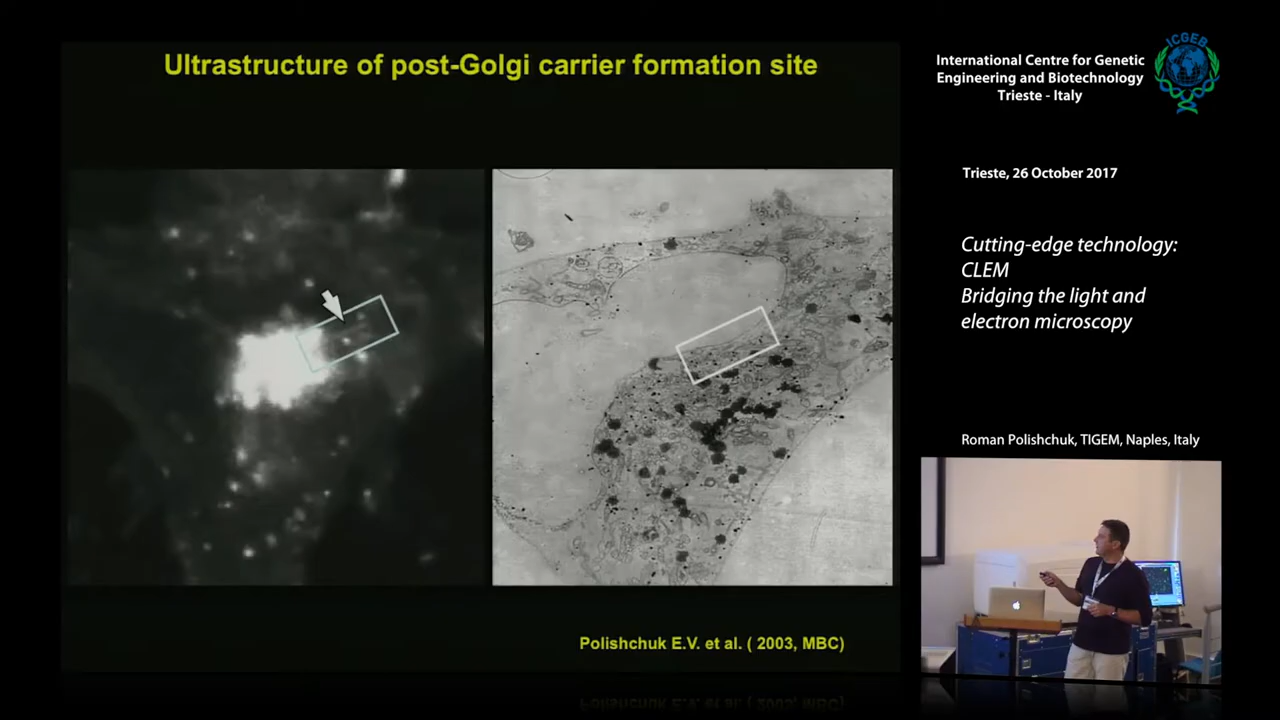 Ultrastructure of post-Golgi carrier formation site
Polishchuk E.V. et al. ( 2003, MBC)
International Centre for Genetic
Engineering and Biotechnology
Trieste - Italy
ICGEB
Trieste, 26 October 2017
Cutting-edge technology:
CLEM
Bridging the light and
electron microscopy
Roman Polishchuk, TIGEM, Naples, Italy